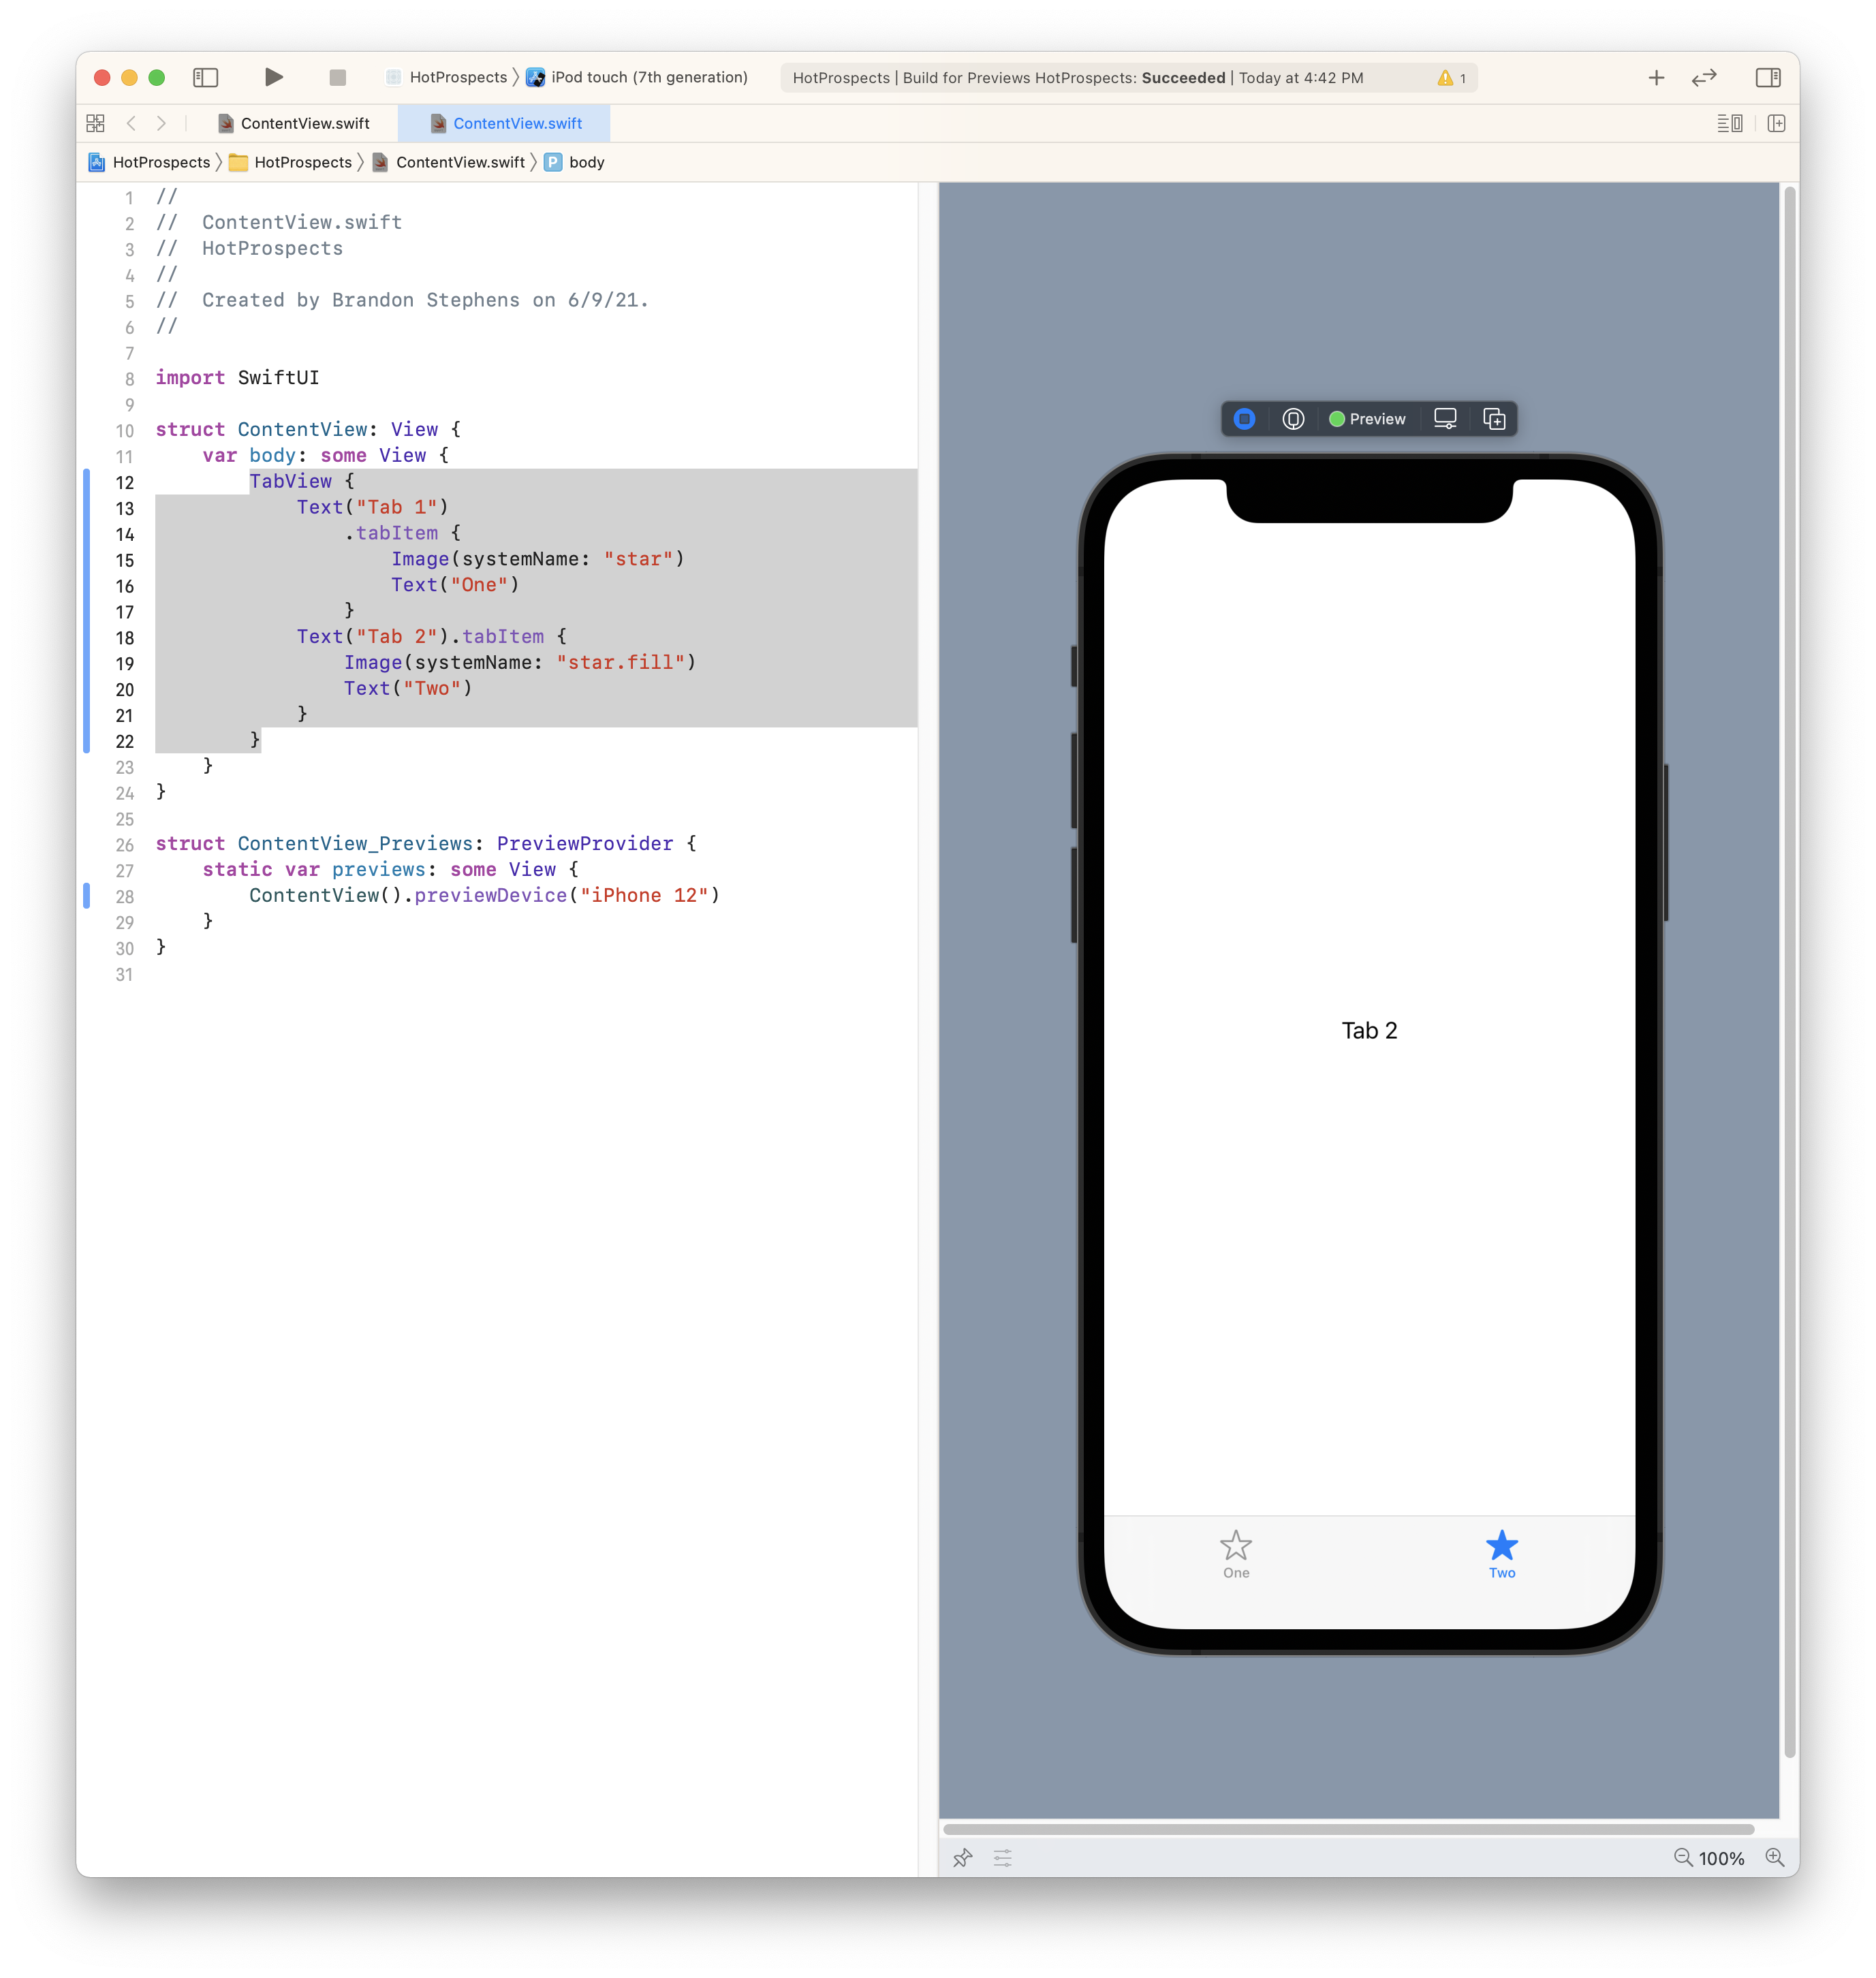 HotProspects 〉 iPod touch (7th generation)
HotProspects | Build for Previews HotProspects: Succeeded | Today at 4:42 PM
1
ContentView.swift
ContentView.swift
HotProspects 〉 HotProspects 〉 ContentView.swift 〉 P body
1 //
2 //  ContentView.swift
3 //  HotProspects
4 //
5 //  Created by Brandon Stephens on 6/9/21.
6 //
7
8 import SwiftUI
9
10 struct ContentView: View {
11     var body: some View {
12         TabView {
13             Text("Tab 1")
14                 .tabItem {
15                     Image(systemName: "star")
16                     Text("One")
17                 }
18             Text("Tab 2").tabItem {
19                 Image(systemName: "star.fill")
20                 Text("Two")
21             }
22         }
23     }
24 }
25
26 struct ContentView_Previews: PreviewProvider {
27     static var previews: some View {
28         ContentView().previewDevice("iPhone 12")
29     }
30 }
31
Preview
Tab 2
One
Two
100%